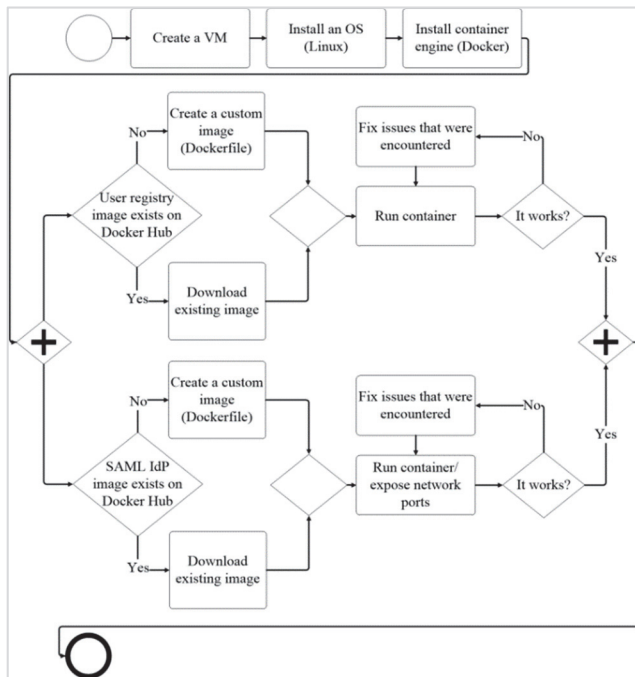 Create a VM
Install an OS
(Linux)
Install container
engine (Docker)
Create a custom
image
(Dockerfile)
Fix issues that were
encountered
No
No
User registry
image exists on
Docker Hub
Run container
It works?
Yes
Yes
Download
existing image
Create a custom
image
(Dockerfile)
Fix issues that were
encountered
No
No
Yes
SAML IdP
image exists on
Docker Hub
Run container/
expose network
ports
It works?
Yes
Download
existing image